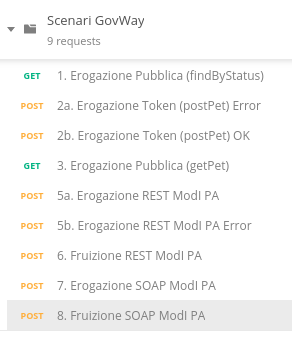 Scenari GovWay
9 requests
GET 1. Erogazione Pubblica (findByStatus)
POST 2a. Erogazione Token (postPet) Error
POST 2b. Erogazione Token (postPet) OK
GET 3. Erogazione Pubblica (getPet)
POST 5a. Erogazione REST ModI PA
POST 5b. Erogazione REST ModI PA Error
POST 6. Fruizione REST ModI PA
POST 7. Erogazione SOAP ModI PA
POST 8. Fruizione SOAP ModI PA